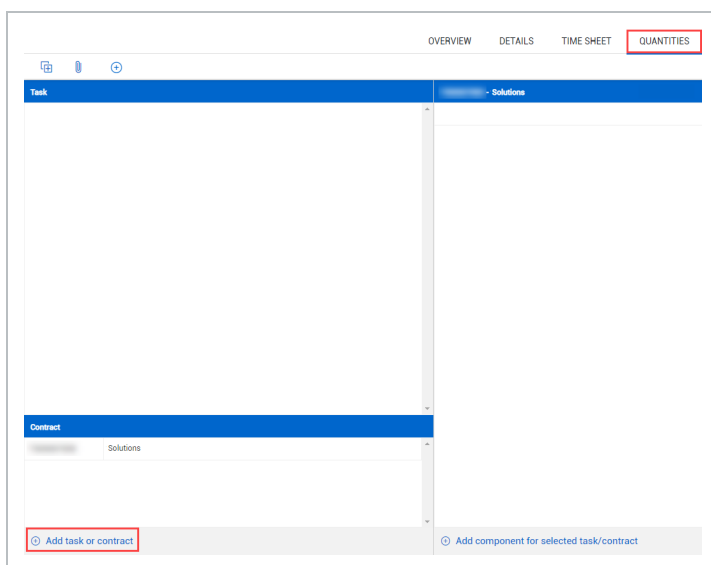 OVERVIEW DETAILS TIME SHEET QUANTITIES
Task
- Solutions
Contract
Solutions
Add task or contract
Add component for selected task/contract